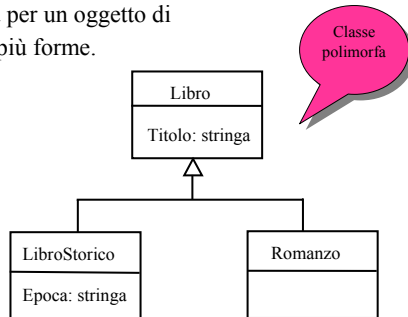 per un oggetto di
più forme.
Classe
polimorfa
Libro
Titolo: stringa
LibroStorico
Romanzo
Epoca: stringa